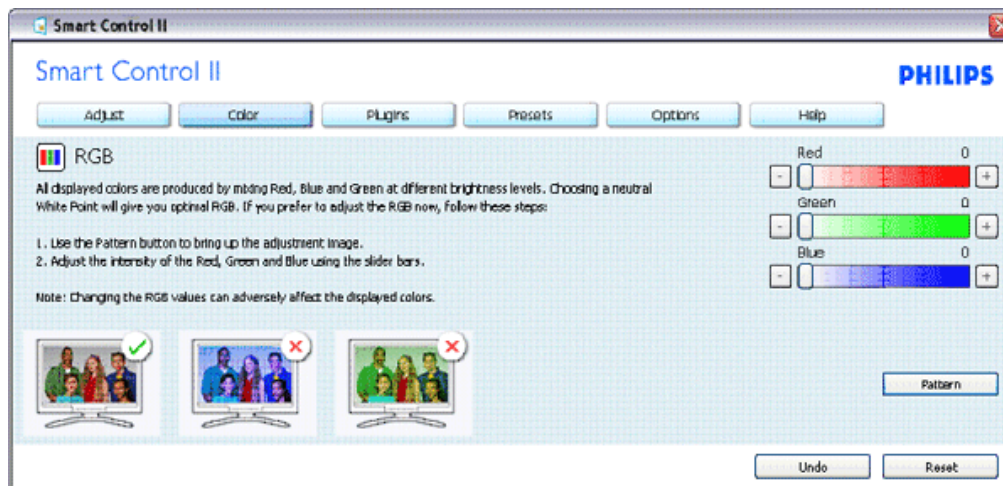 Smart Control II
Smart Control II
PHILIPS
Adjust Color Plugins Presets Options Help
RGB
All displayed colors are produced by mixing Red, Blue and Green at different brightness levels. Choosing a neutral
White Point will give you optimal RGB. If you prefer to adjust the RGB now, follow these steps:
1. Use the Pattern button to bring up the adjustment image.
2. Adjust the intensity of the Red, Green and Blue using the slider bars.
Note: Changing the RGB values can adversely affect the displayed colors.
Red 0
- +
Green 0
- +
Blue 0
- +
Pattern
Undo Reset